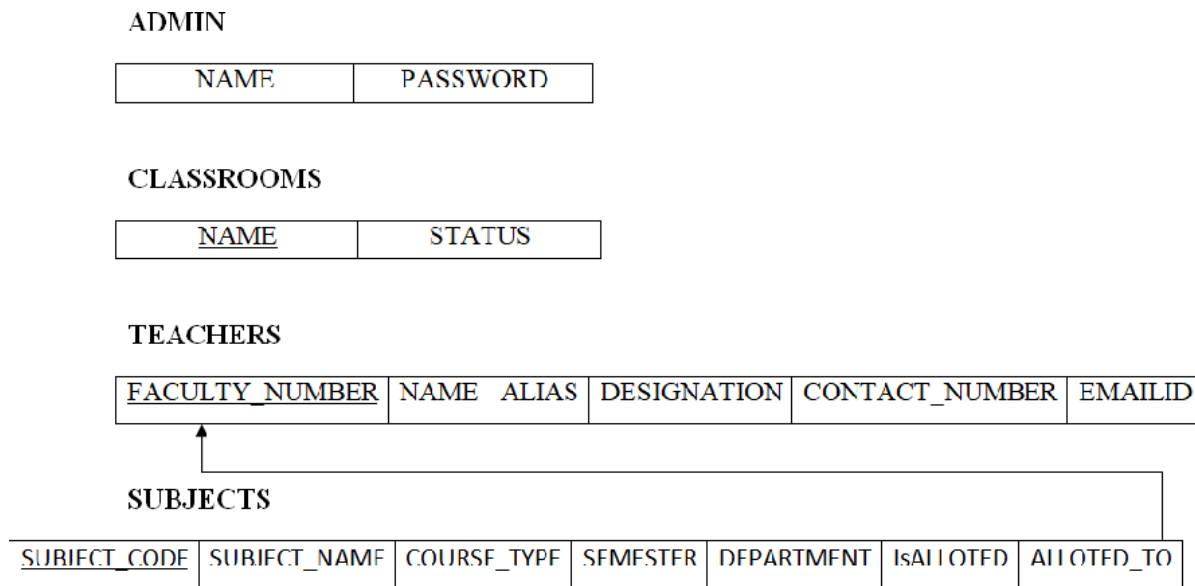 ADMIN
NAME PASSWORD
CLASSROOMS
NAME STATUS
TEACHERS
FACULTY_NUMBER NAME ALIAS DESIGNATION CONTACT_NUMBER EMAILID
SUBJECTS
SUBJECT_CODE SUBJECT_NAME COURSE_TYPE SEMESTER DEPARTMENT IsALLOTED ALLOTED_TO